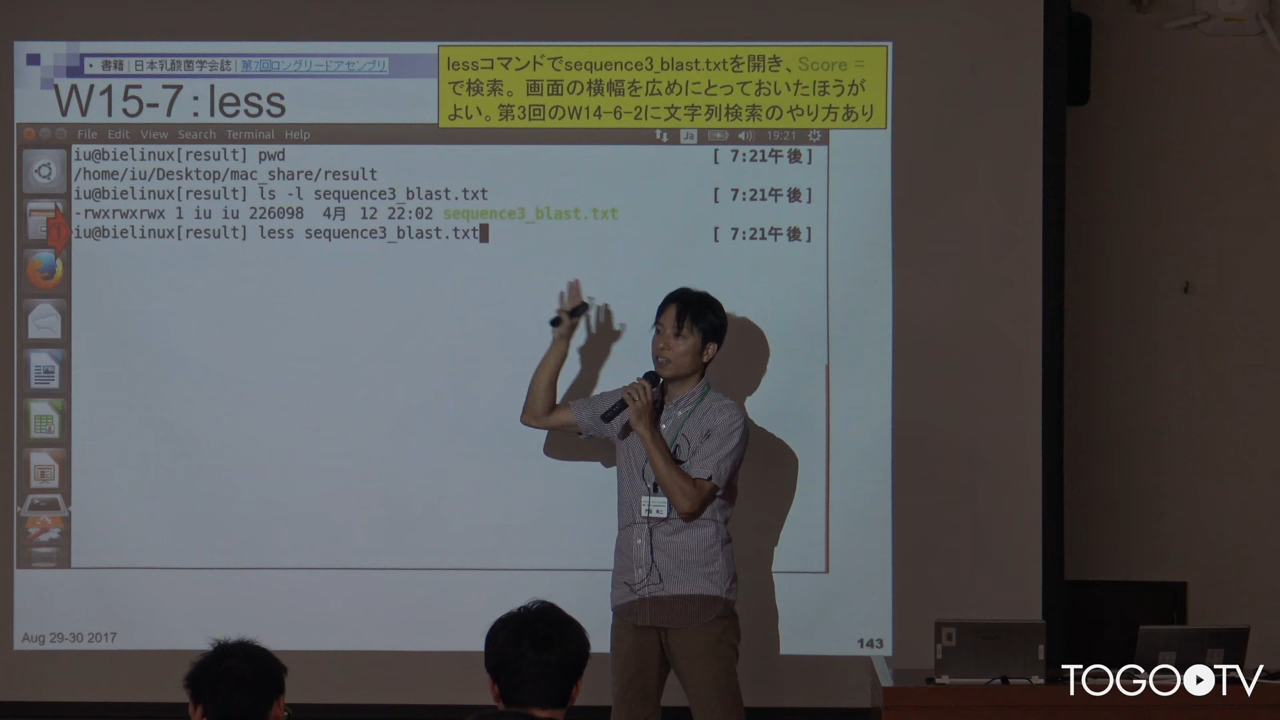 ・書籍 | 日本乳酸菌学会誌 | 第7回ロングリードアセンブリ
W15-7：less
lessコマンドでsequence3_blast.txtを開き、Score =
で検索。画面の横幅を広めにとっておいたほうが
よい。第3回のW14-6-2に文字列検索のやり方あり
File Edit View Search Terminal Help
Ja 19:21
iu@bielinux[result] pwd [ 7:21午後]
/home/iu/Desktop/mac_share/result
iu@bielinux[result] ls -l sequence3_blast.txt [ 7:21午後]
-rwxrwxrwx 1 iu iu 226098 4月 12 22:02 sequence3_blast.txt
iu@bielinux[result] less sequence3_blast.txt [ 7:21午後]
1
Aug 29-30 2017
143
TOGO TV